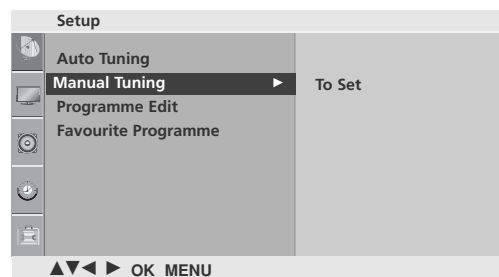 Setup
Auto Tuning
Manual Tuning ► To Set
Programme Edit
Favourite Programme
▲▼◄ ► OK MENU